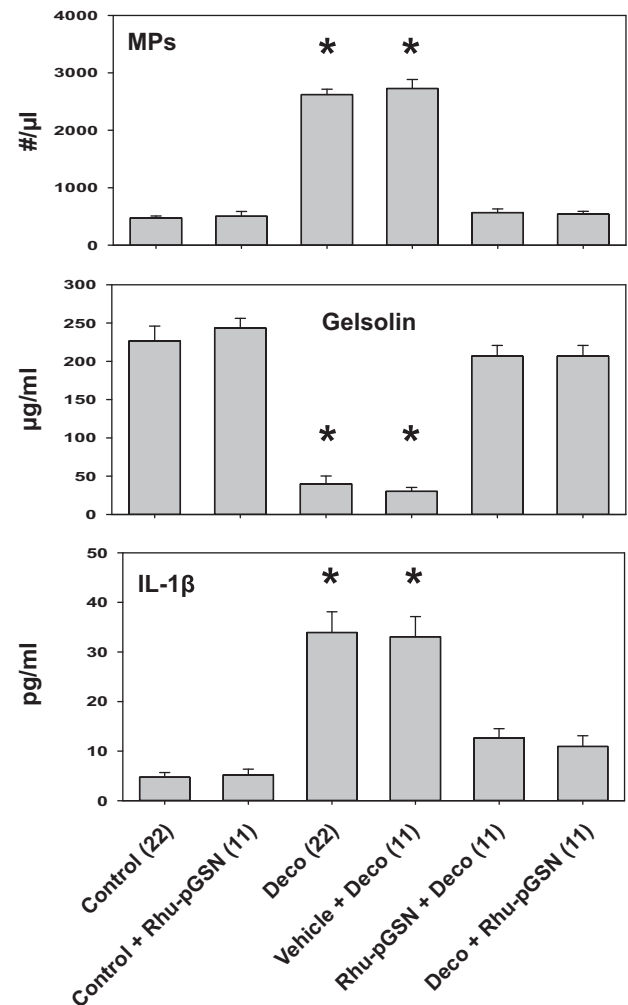 4000
MPs
* *
3000
#/µl
2000
1000
0
300
250
Gelsolin
200
µg/ml
150
100
* *
50
0
50
IL-1β
* *
40
30
pg/ml
20
10
0
Control (22)
Control + Rhu-pGSN (11)
Deco (22)
Vehicle + Deco (11)
Rhu-pGSN + Deco (11)
Deco + Rhu-pGSN (11)